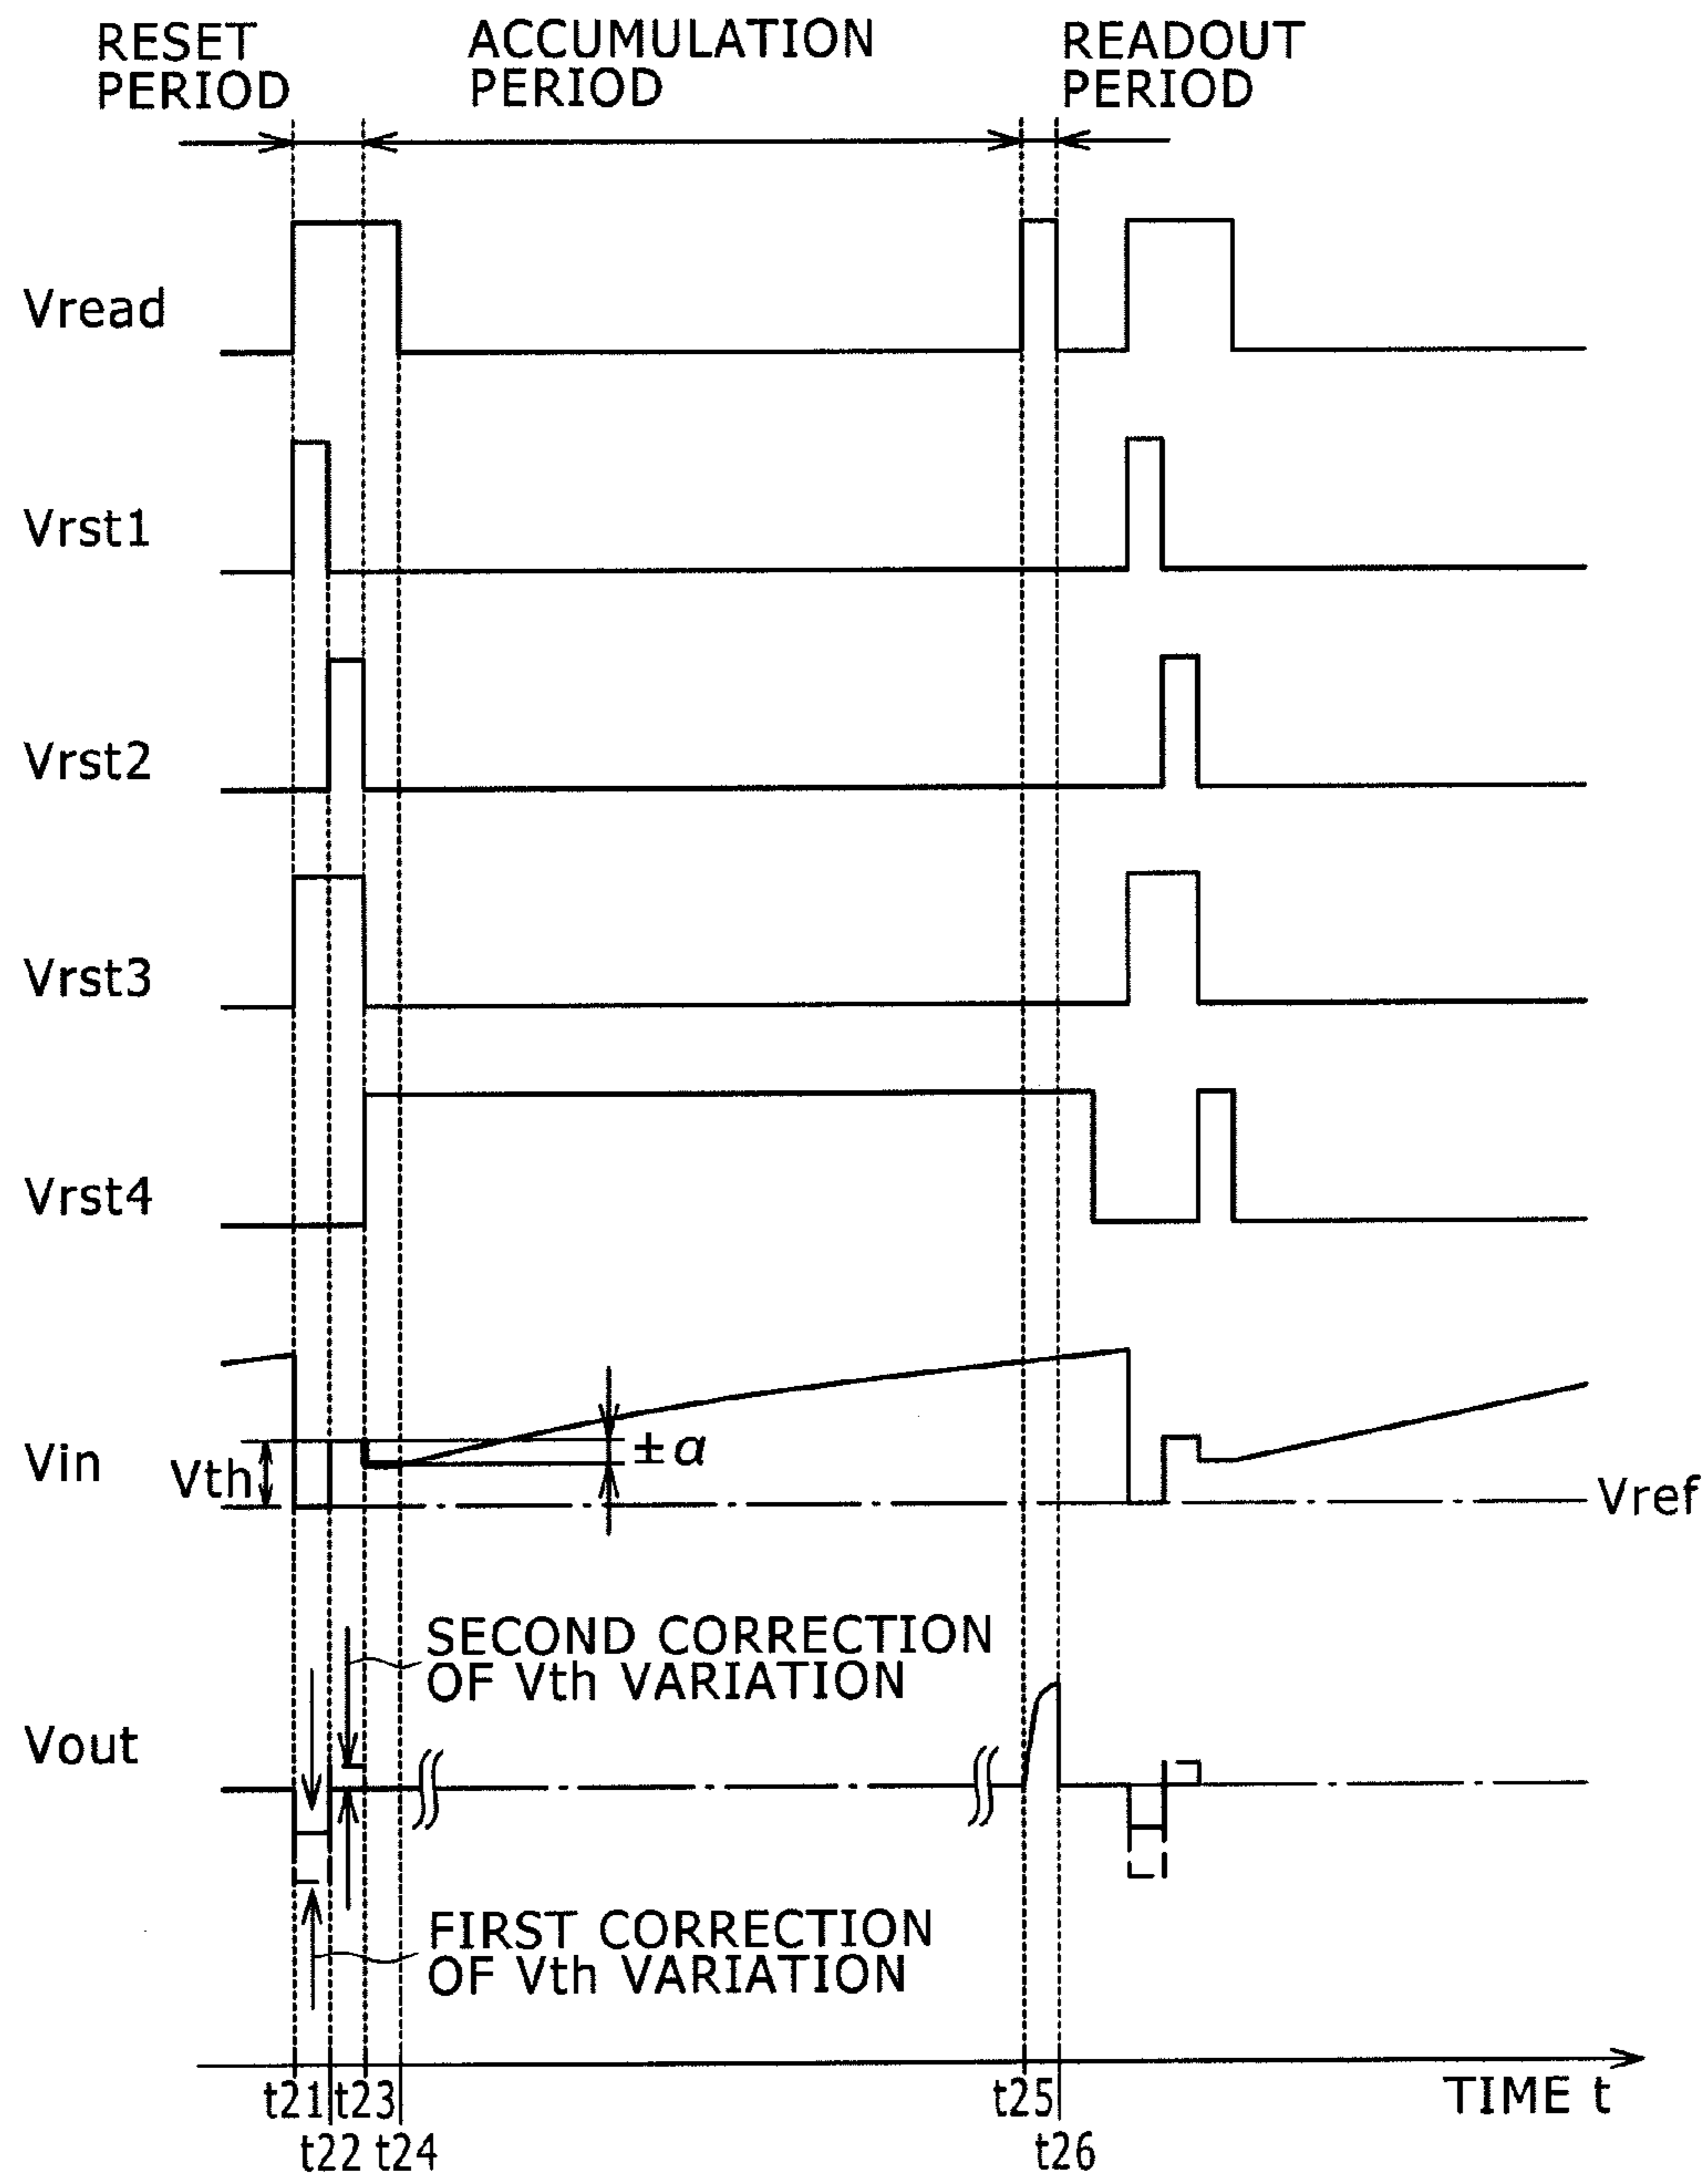 RESET
PERIOD
ACCUMULATION
PERIOD
READOUT
PERIOD
Vread
Vrst1
Vrst2
Vrst3
Vrst4
Vin
Vth
±α
Vref
SECOND CORRECTION
OF Vth VARIATION
Vout
FIRST CORRECTION
OF Vth VARIATION
t21
t23
t25
TIME t
t22
t24
t26